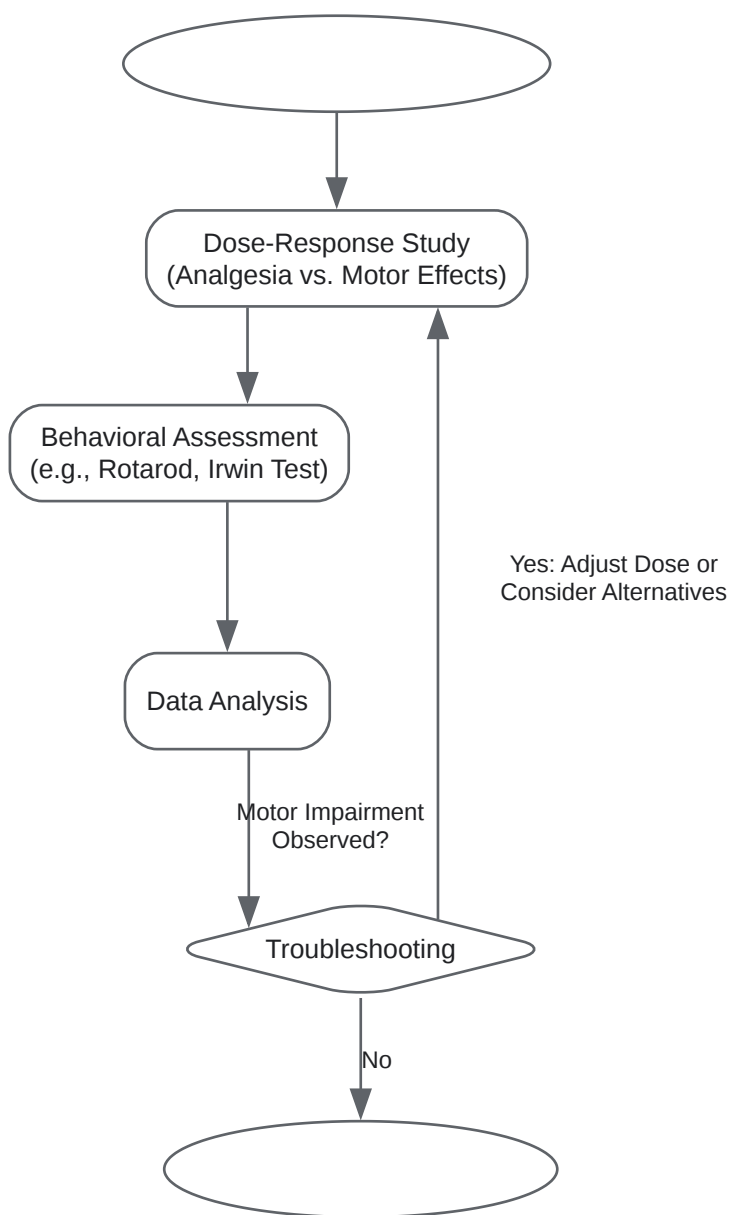 Dose-Response Study
(Analgesia vs. Motor Effects)
Behavioral Assessment
(e.g., Rotarod, Irwin Test)
Yes: Adjust Dose or
Consider Alternatives
Data Analysis
Motor Impairment
Observed?
Troubleshooting
No